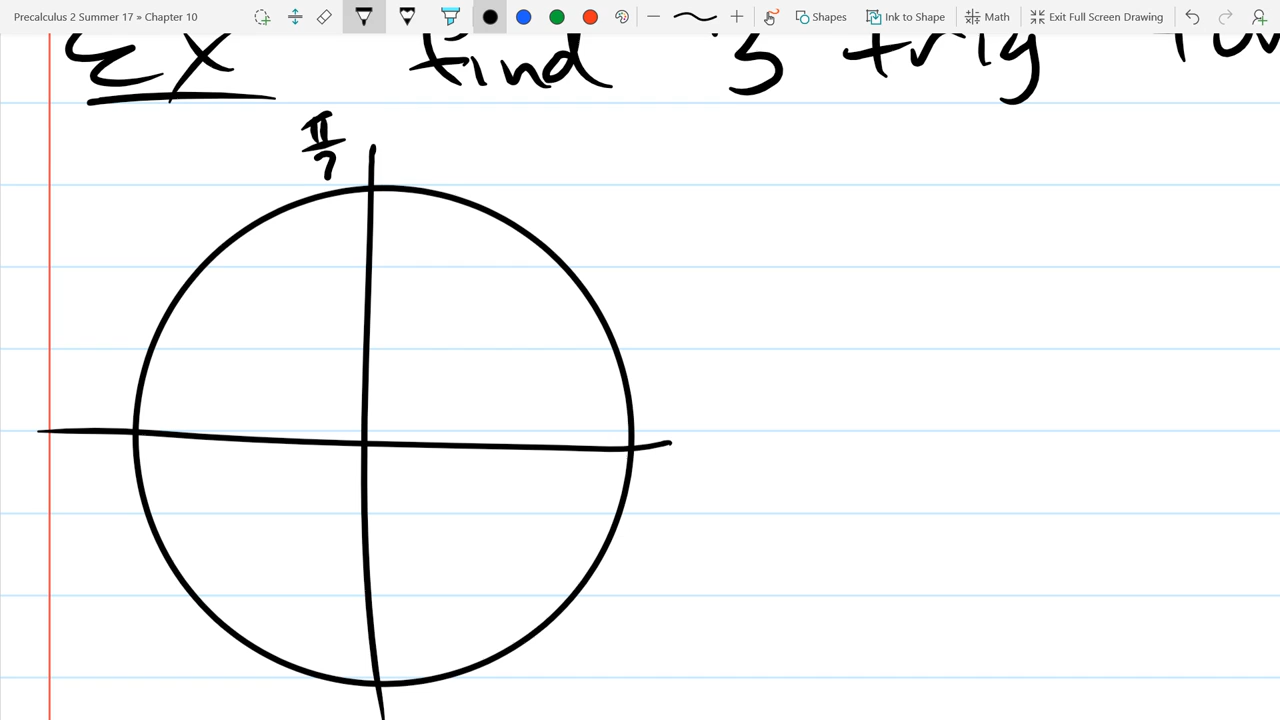 Precalculus 2 Summer 17 » Chapter 10
Shapes
Ink to Shape
Math
Exit Full Screen Drawing
Ex find 3 trig
π